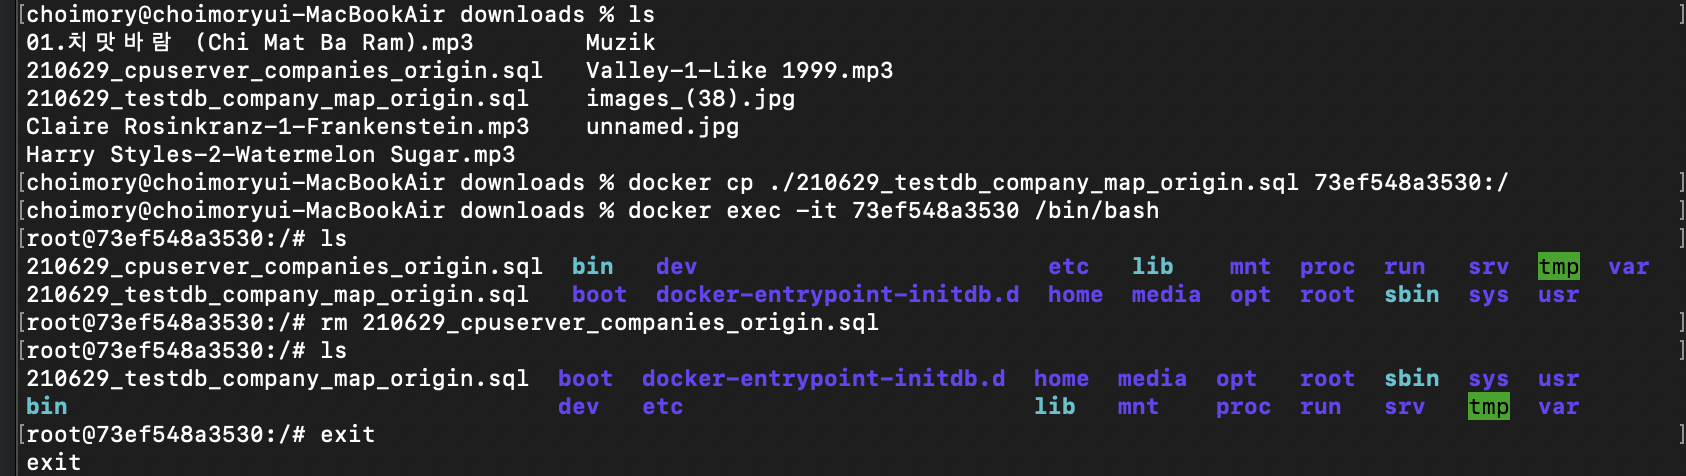 [choimory@choimoryui-MacBookAir downloads % ls ]
01.치맛바람 (Chi Mat Ba Ram).mp3 Muzik
210629_cpuserver_companies_origin.sql Valley-1-Like 1999.mp3
210629_testdb_company_map_origin.sql images_(38).jpg
Claire Rosinkranz-1-Frankenstein.mp3 unnamed.jpg
Harry Styles-2-Watermelon Sugar.mp3
[choimory@choimoryui-MacBookAir downloads % docker cp ./210629_testdb_company_map_origin.sql 73ef548a3530:/ ]
[choimory@choimoryui-MacBookAir downloads % docker exec -it 73ef548a3530 /bin/bash ]
[root@73ef548a3530:/# ls ]
210629_cpuserver_companies_origin.sql bin dev etc lib mnt proc run srv tmp var
210629_testdb_company_map_origin.sql boot docker-entrypoint-initdb.d home media opt root sbin sys usr
[root@73ef548a3530:/# rm 210629_cpuserver_companies_origin.sql ]
[root@73ef548a3530:/# ls ]
210629_testdb_company_map_origin.sql boot docker-entrypoint-initdb.d home media opt root sbin sys usr
bin dev etc lib mnt proc run srv tmp var
[root@73ef548a3530:/# exit ]
exit